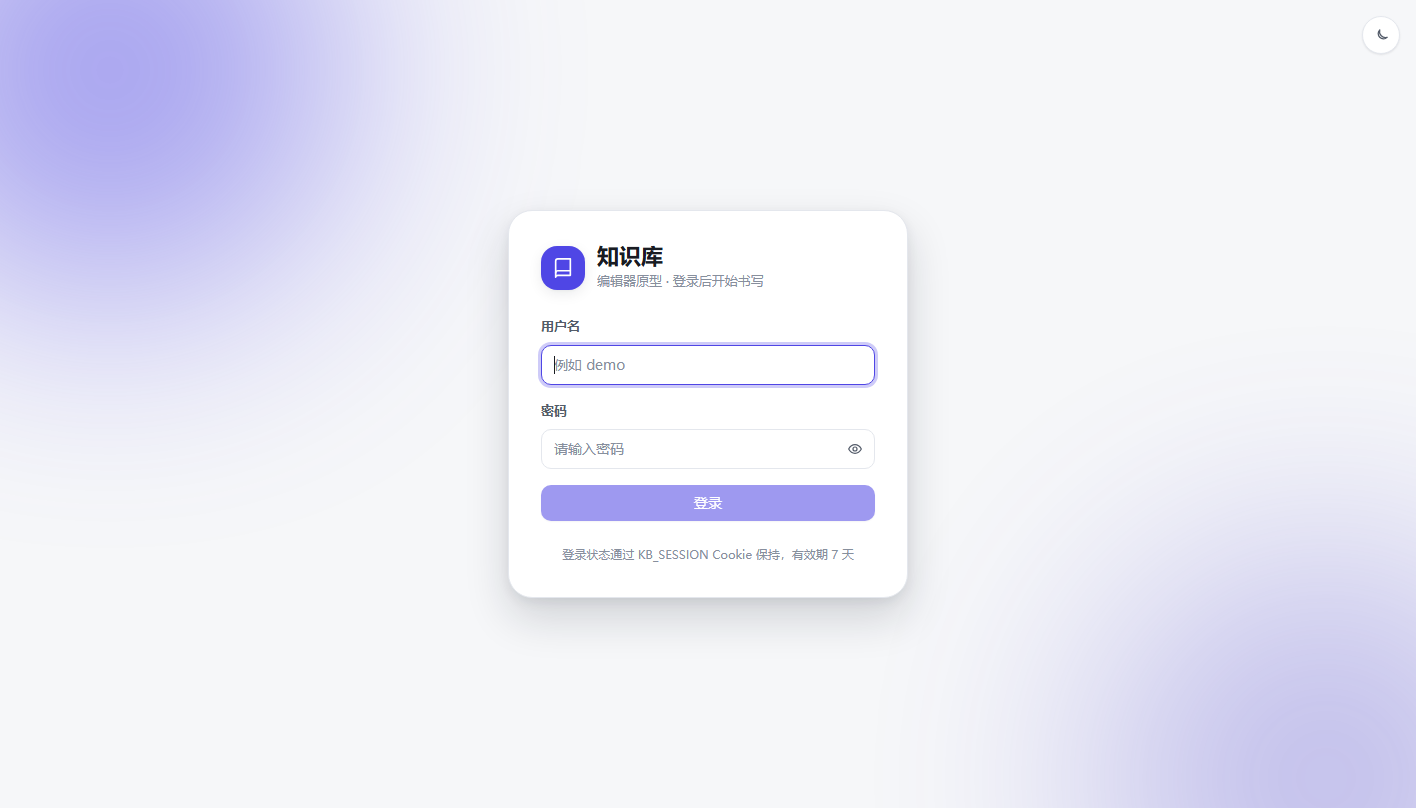 知识库
编辑器原型 · 登录后开始书写
用户名
例如 demo
密码
请输入密码
登录
登录状态通过 KB_SESSION Cookie 保持，有效期 7 天